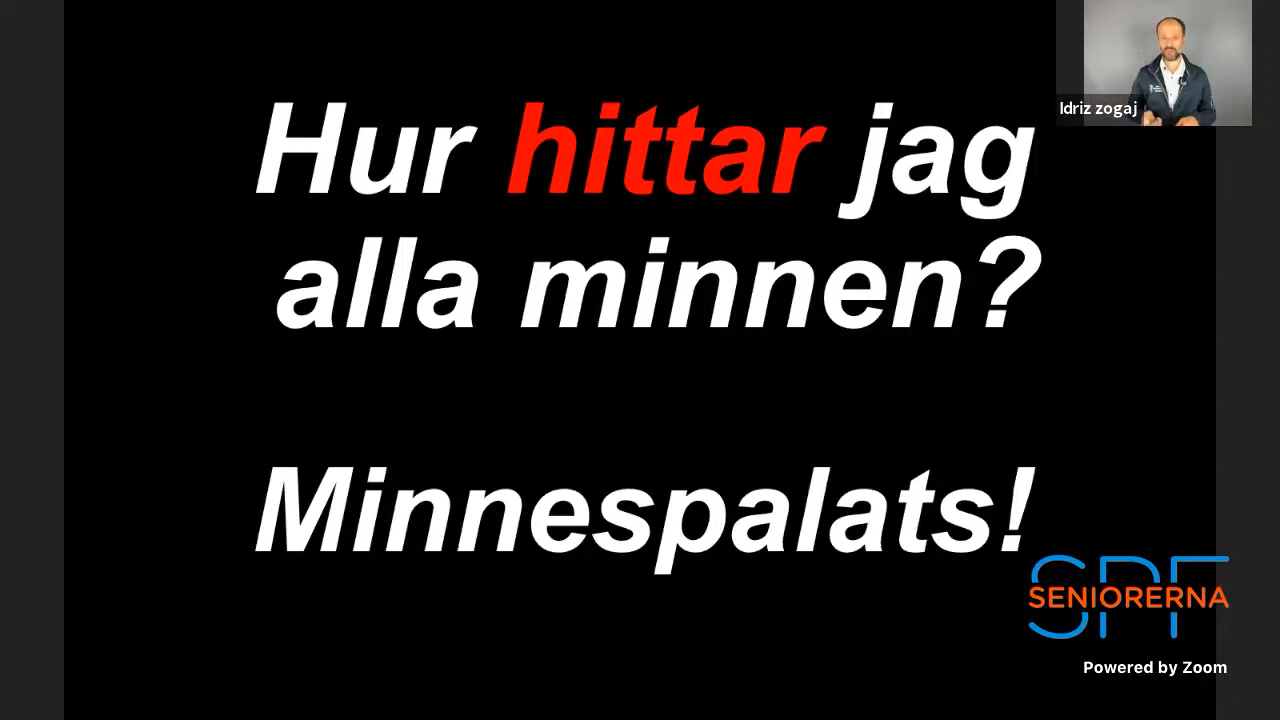 Hur hittar jag
alla minnen?
Minnespalats!
Idriz zogaj
SPF
SENIORERNA
Powered by Zoom